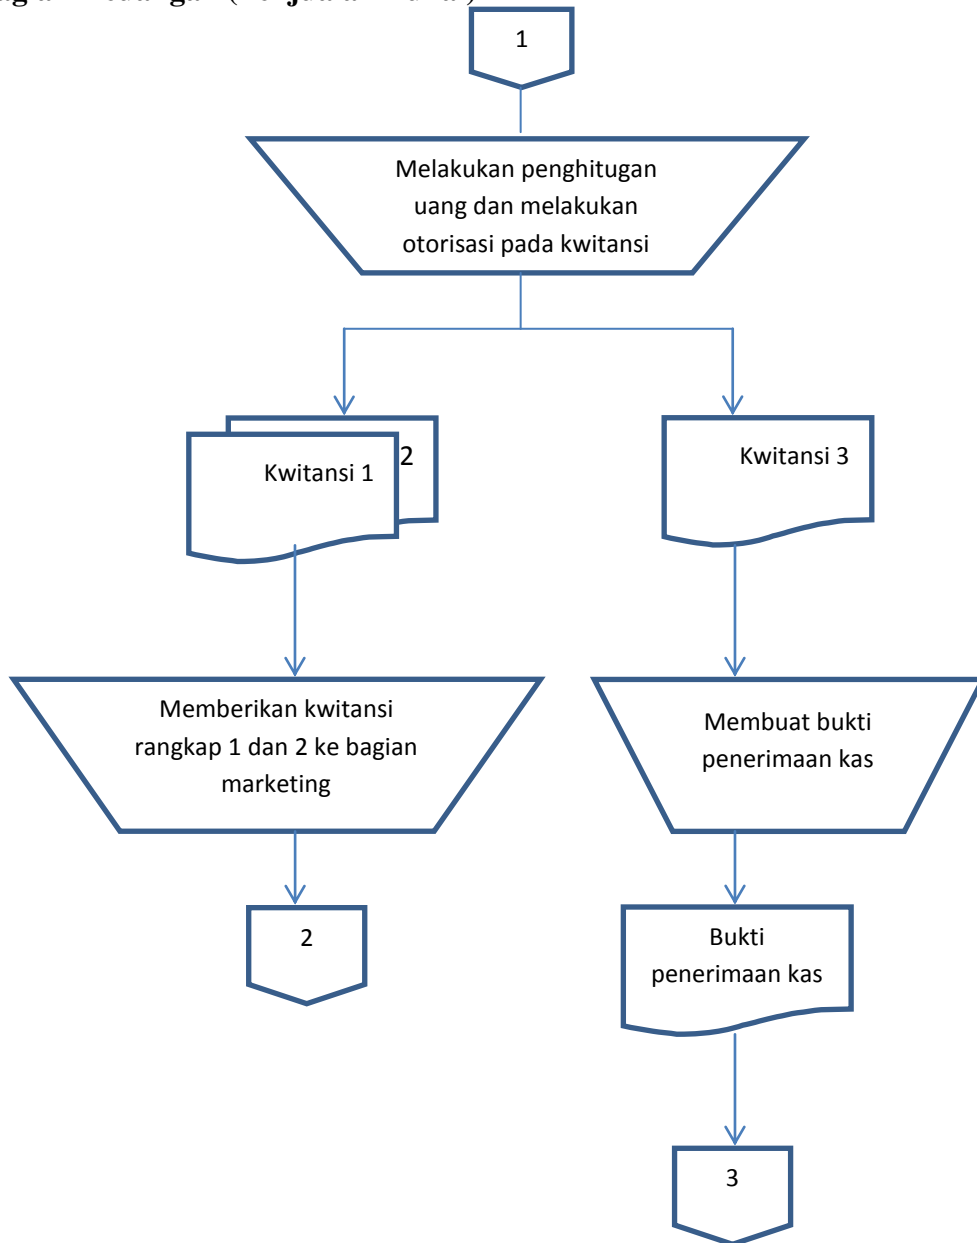 1
Melakukan penghitugan
uang dan melakukan
otorisasi pada kwitansi
2
Kwitansi 1
Kwitansi 3
Memberikan kwitansi
rangkap 1 dan 2 ke bagian
marketing
Membuat bukti
penerimaan kas
2
Bukti
penerimaan kas
3